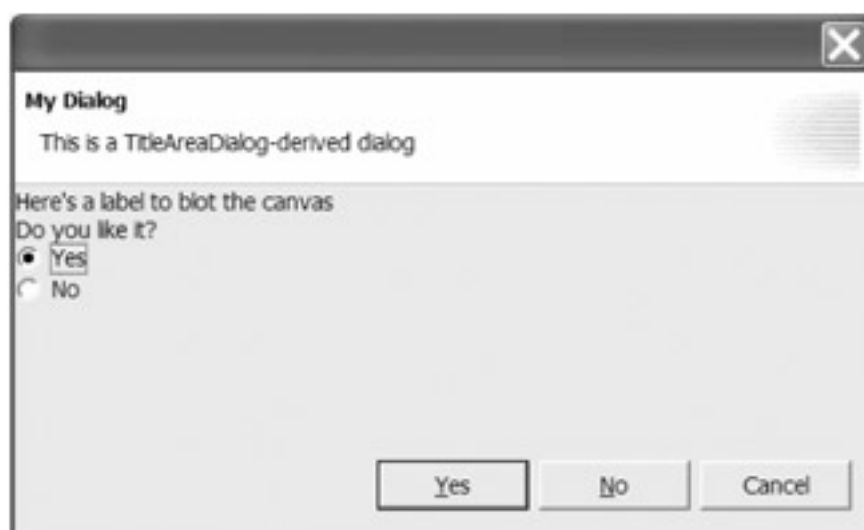 My Dialog
This is a TitleAreaDialog-derived dialog
Here's a label to blot the canvas
Do you like it?
Yes
No
Yes No Cancel